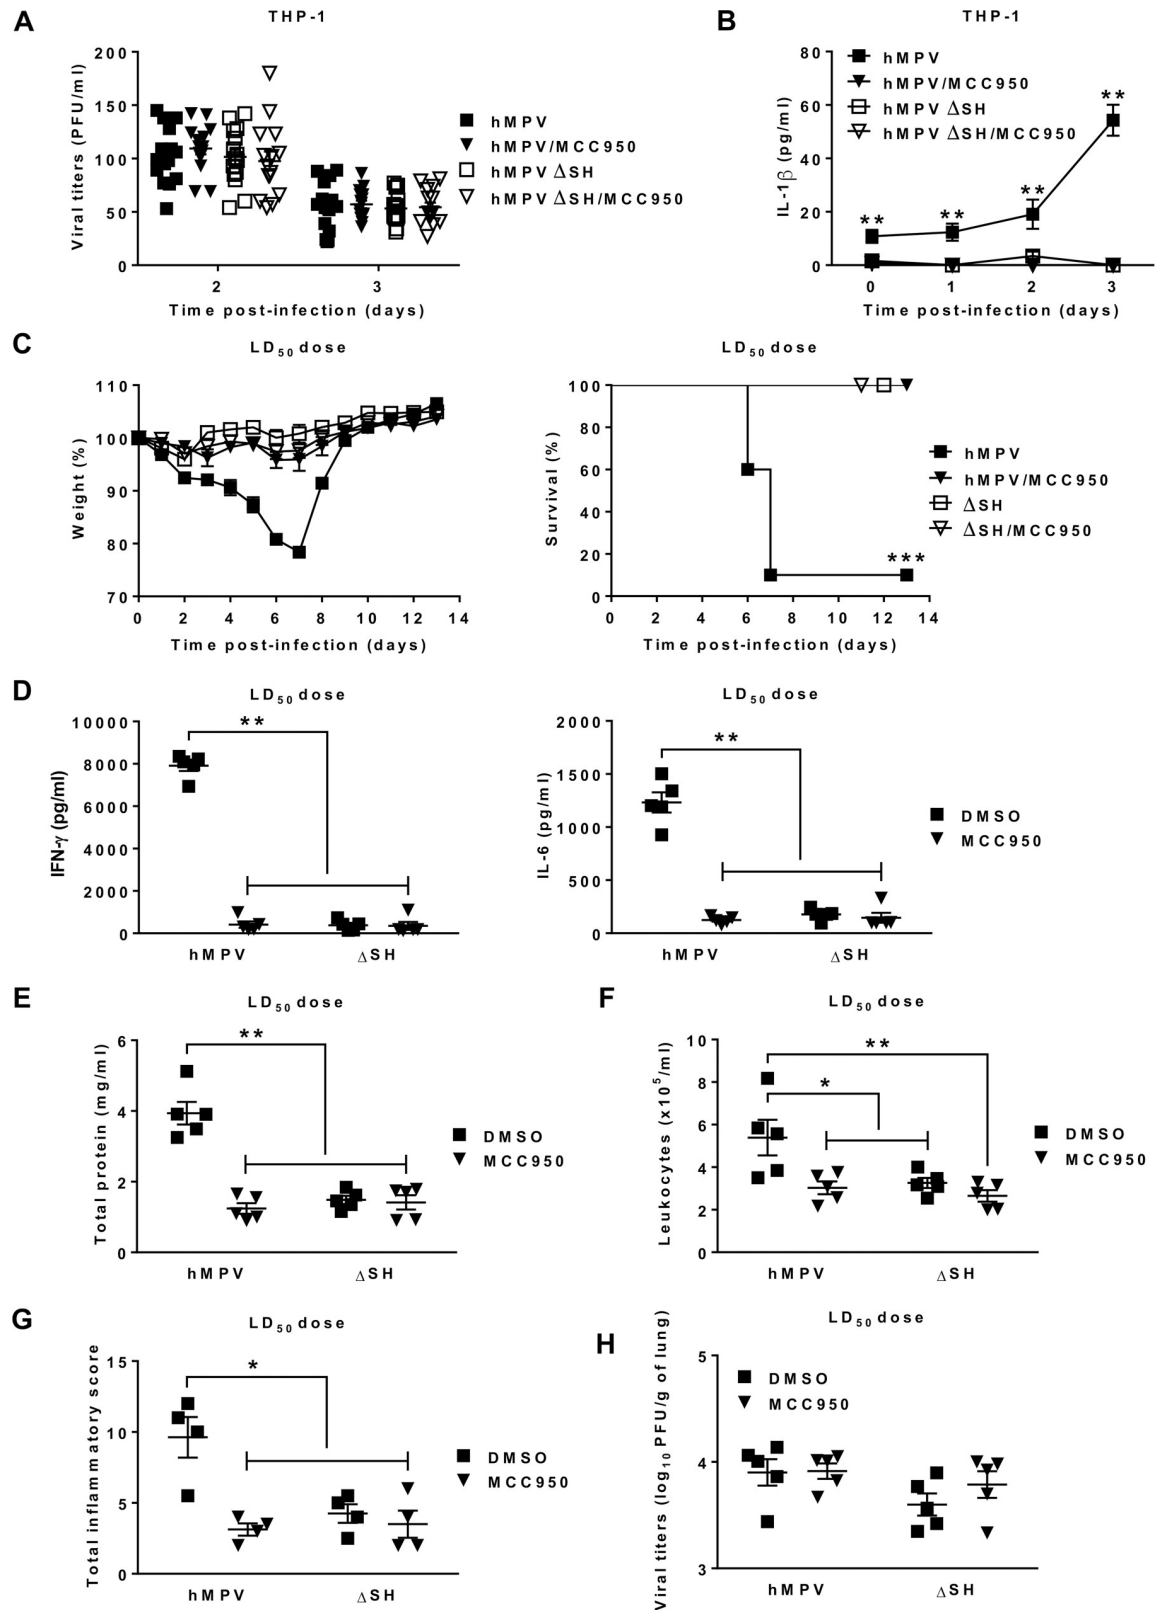 A
THP-1
Viral titers (PFU/ml)
200
150
100
50
0
2
3
Time post-infection (days)
hMPV
hMPV/MCC950
hMPV ΔSH
hMPV ΔSH/MCC950
B
THP-1
IL-1β (pg/ml)
80
60
40
20
0
hMPV
hMPV/MCC950
hMPV ΔSH
hMPV ΔSH/MCC950
**
**
**
**
0
1
2
3
Time post-infection (days)
C
LD50 dose
Weight (%)
110
100
90
80
70
0
2
4
6
8
10
12
14
Time post-infection (days)
LD50 dose
Survival (%)
100
80
60
40
20
0
***
0
2
4
6
8
10
12
14
Time post-infection (days)
hMPV
hMPV/MCC950
ΔSH
ΔSH/MCC950
D
LD50 dose
IFN-γ (pg/ml)
10000
8000
6000
4000
2000
0
**
hMPV
ΔSH
LD50 dose
IL-6 (pg/ml)
2000
1500
1000
500
0
**
hMPV
ΔSH
DMSO
MCC950
E
LD50 dose
Total protein (mg/ml)
6
4
2
0
**
hMPV
ΔSH
DMSO
MCC950
F
LD50 dose
Leukocytes (x10^5/ml)
10
8
6
4
2
0
**
*
hMPV
ΔSH
DMSO
MCC950
G
LD50 dose
Total inflammatory score
15
10
5
0
*
hMPV
ΔSH
DMSO
MCC950
H
LD50 dose
Viral titers (log10 PFU/g of lung)
5
4
3
DMSO
MCC950
hMPV
ΔSH